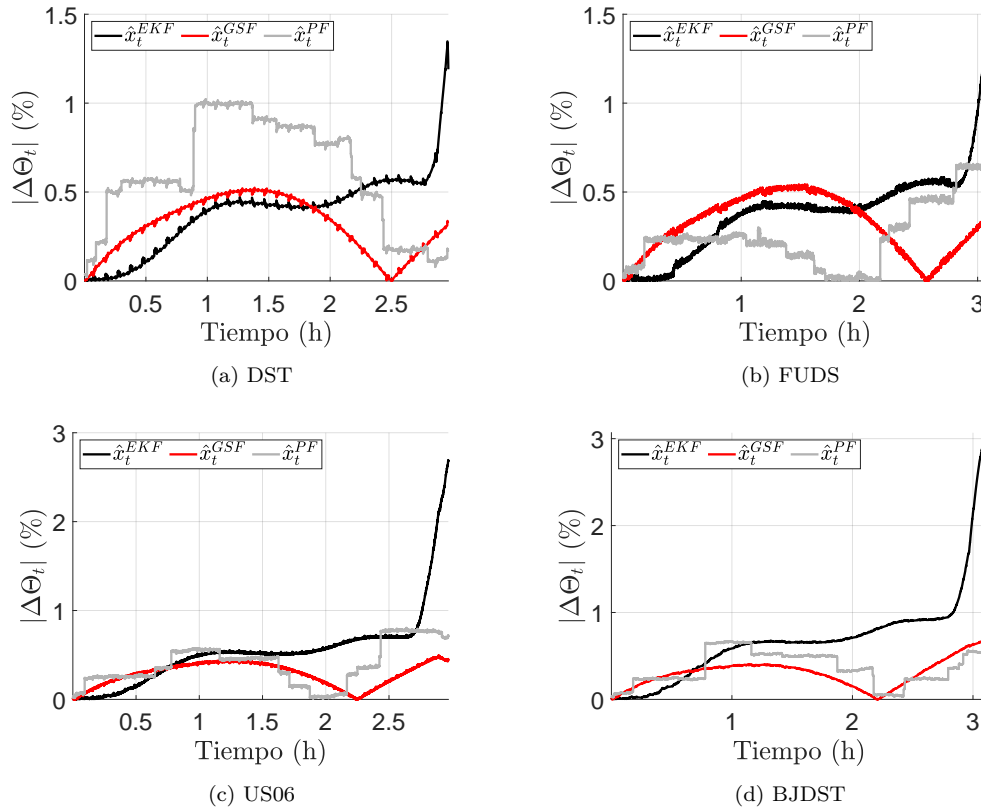 1.5
x̂_t^{EKF} x̂_t^{GSF} x̂_t^{PF}
1
0.5
0
|ΔΘ_t| (%)
0.5 1 1.5 2 2.5
Tiempo (h)
(a) DST
1.5
x̂_t^{EKF} x̂_t^{GSF} x̂_t^{PF}
1
0.5
0
|ΔΘ_t| (%)
1 2 3
Tiempo (h)
(b) FUDS
3
x̂_t^{EKF} x̂_t^{GSF} x̂_t^{PF}
2
1
0
|ΔΘ_t| (%)
0.5 1 1.5 2 2.5
Tiempo (h)
(c) US06
3
x̂_t^{EKF} x̂_t^{GSF} x̂_t^{PF}
2
1
0
|ΔΘ_t| (%)
1 2 3
Tiempo (h)
(d) BJDST